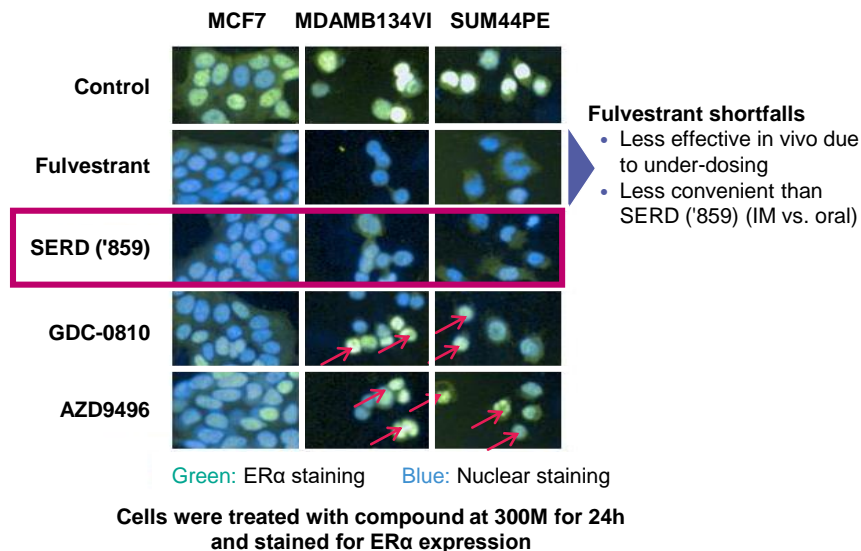 MCF7 MDAMB134VI SUM44PE
Control
Fulvestrant
SERD ('859)
GDC-0810
AZD9496
Fulvestrant shortfalls
• Less effective in vivo due
to under-dosing
• Less convenient than
SERD ('859) (IM vs. oral)
Green: ERα staining Blue: Nuclear staining
Cells were treated with compound at 300M for 24h
and stained for ERα expression